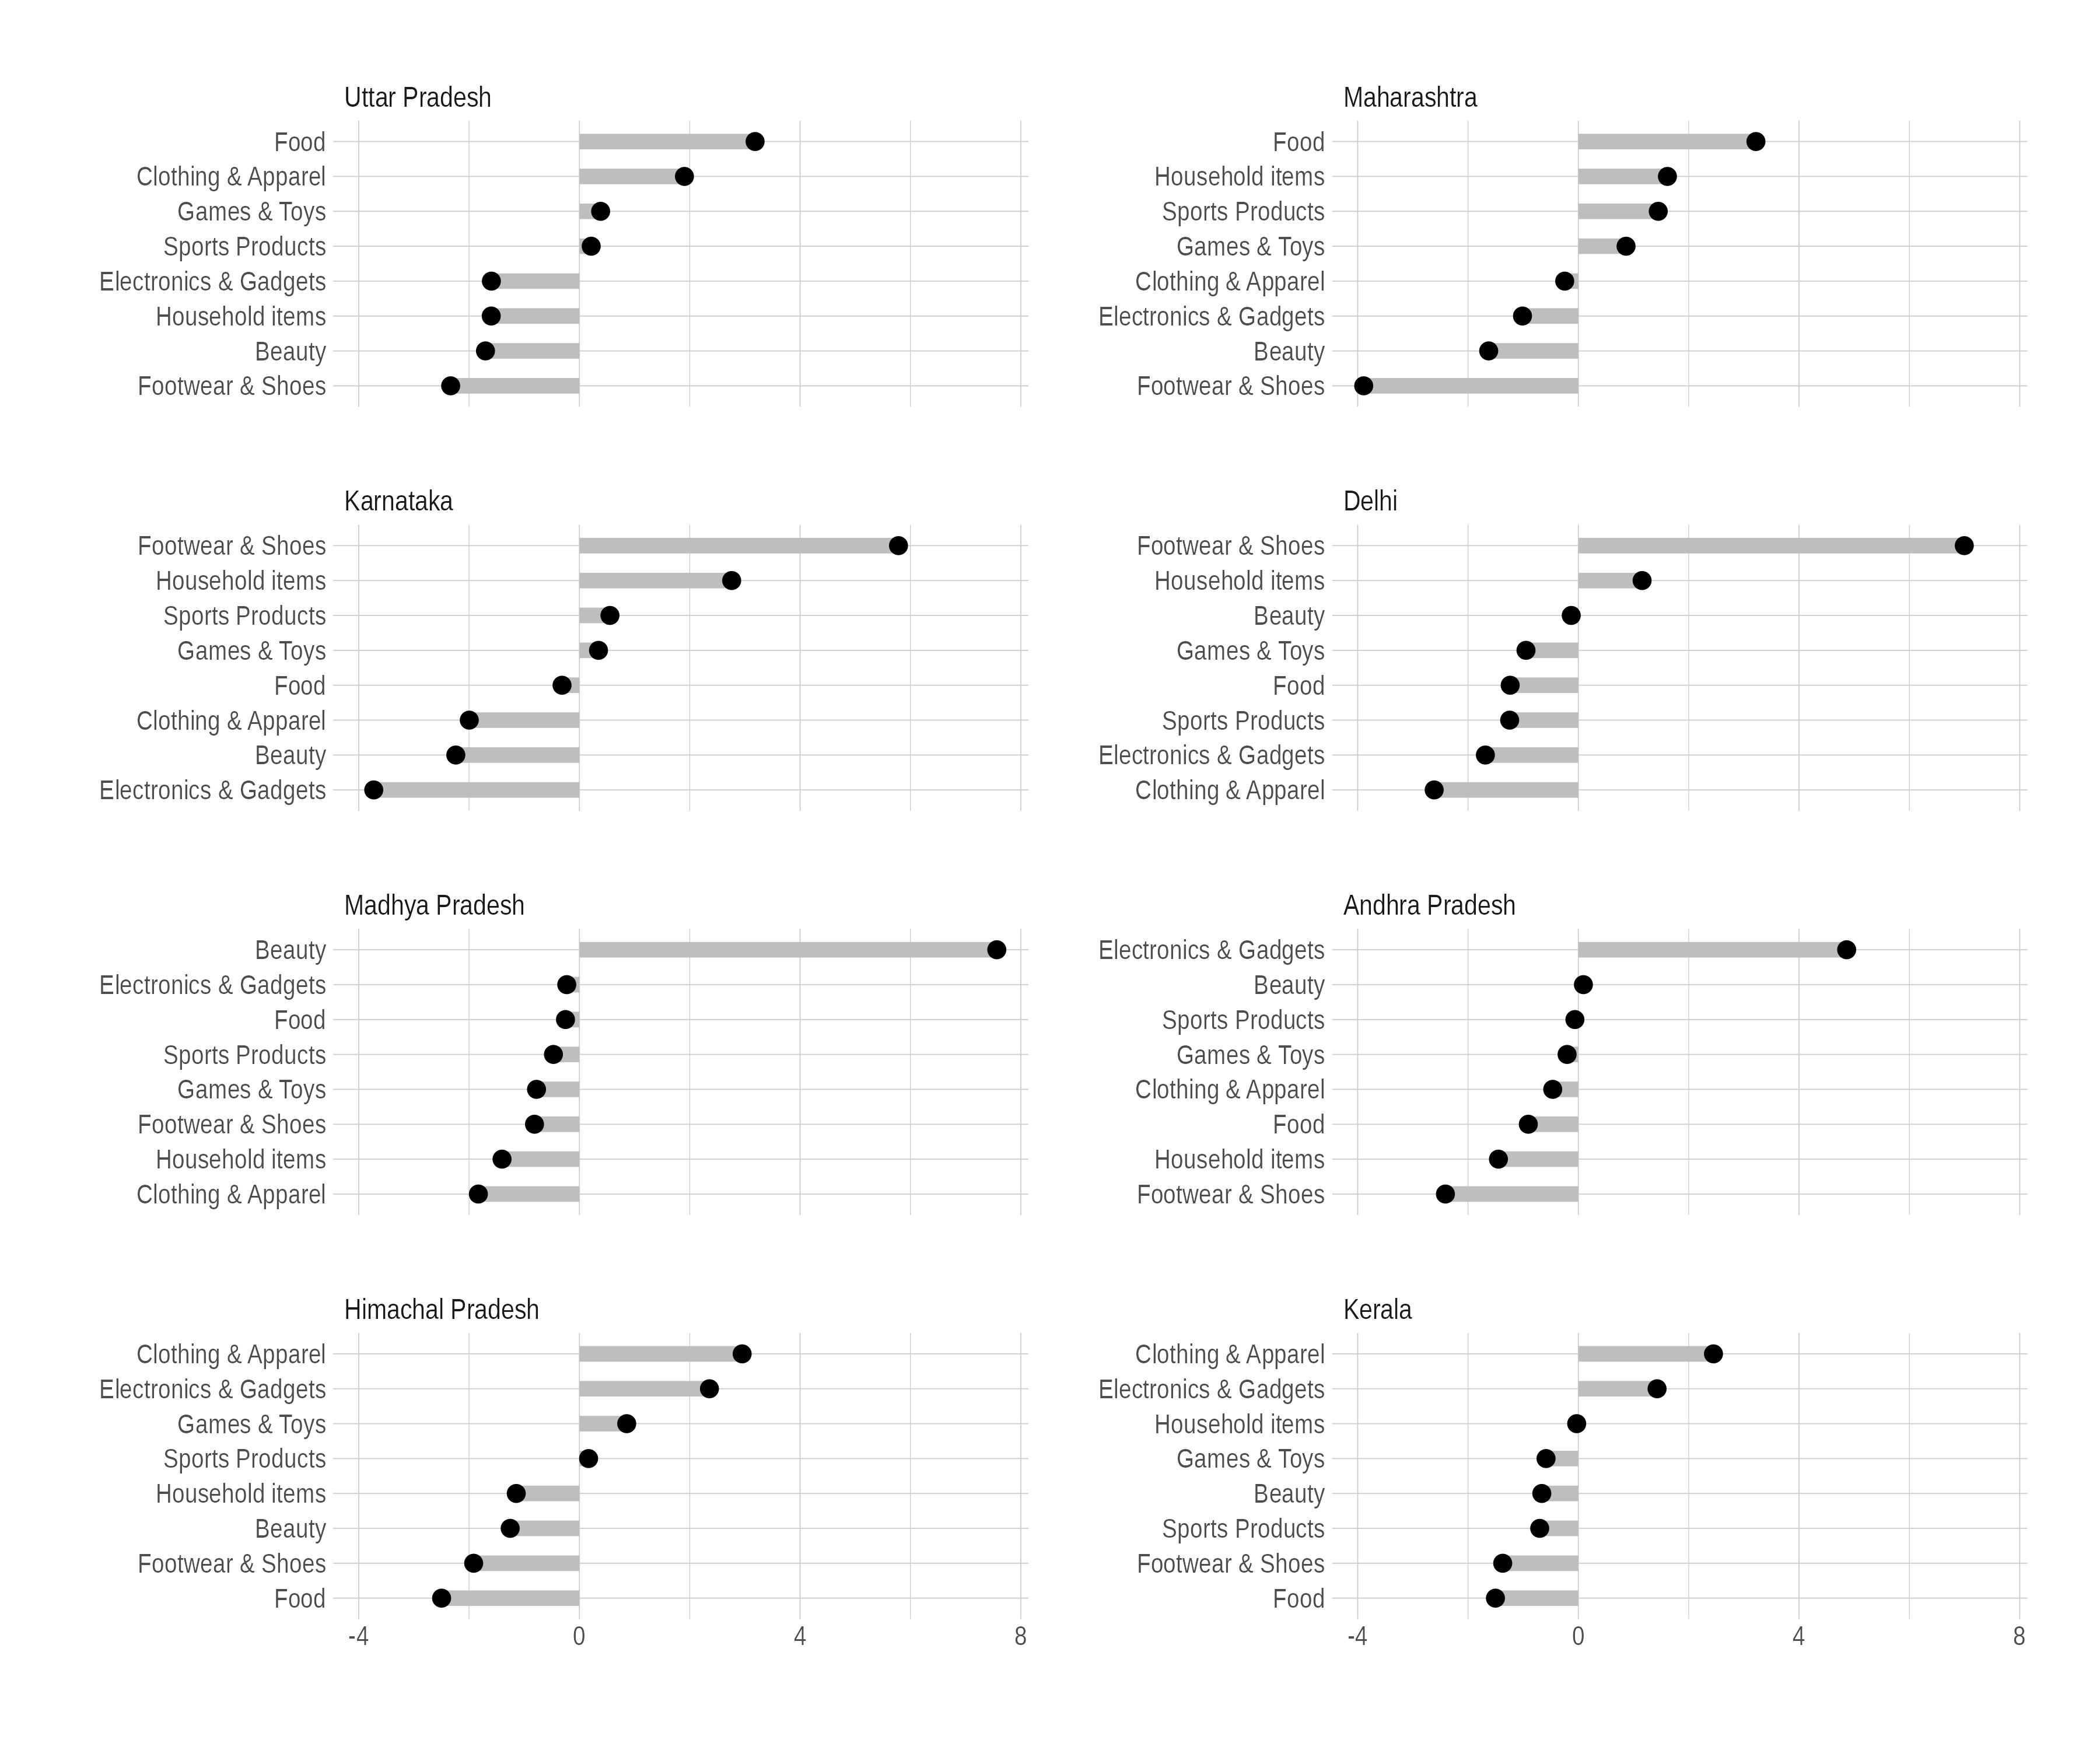 Uttar Pradesh
Food
Clothing & Apparel
Games & Toys
Sports Products
Electronics & Gadgets
Household items
Beauty
Footwear & Shoes
Maharashtra
Food
Household items
Sports Products
Games & Toys
Clothing & Apparel
Electronics & Gadgets
Beauty
Footwear & Shoes
Karnataka
Footwear & Shoes
Household items
Sports Products
Games & Toys
Food
Clothing & Apparel
Beauty
Electronics & Gadgets
Delhi
Footwear & Shoes
Household items
Beauty
Games & Toys
Food
Sports Products
Electronics & Gadgets
Clothing & Apparel
Madhya Pradesh
Beauty
Electronics & Gadgets
Food
Sports Products
Games & Toys
Footwear & Shoes
Household items
Clothing & Apparel
Andhra Pradesh
Electronics & Gadgets
Beauty
Sports Products
Games & Toys
Clothing & Apparel
Food
Household items
Footwear & Shoes
Himachal Pradesh
Clothing & Apparel
Electronics & Gadgets
Games & Toys
Sports Products
Household items
Beauty
Footwear & Shoes
Food
-4 0 4 8
Kerala
Clothing & Apparel
Electronics & Gadgets
Household items
Games & Toys
Beauty
Sports Products
Footwear & Shoes
Food
-4 0 4 8